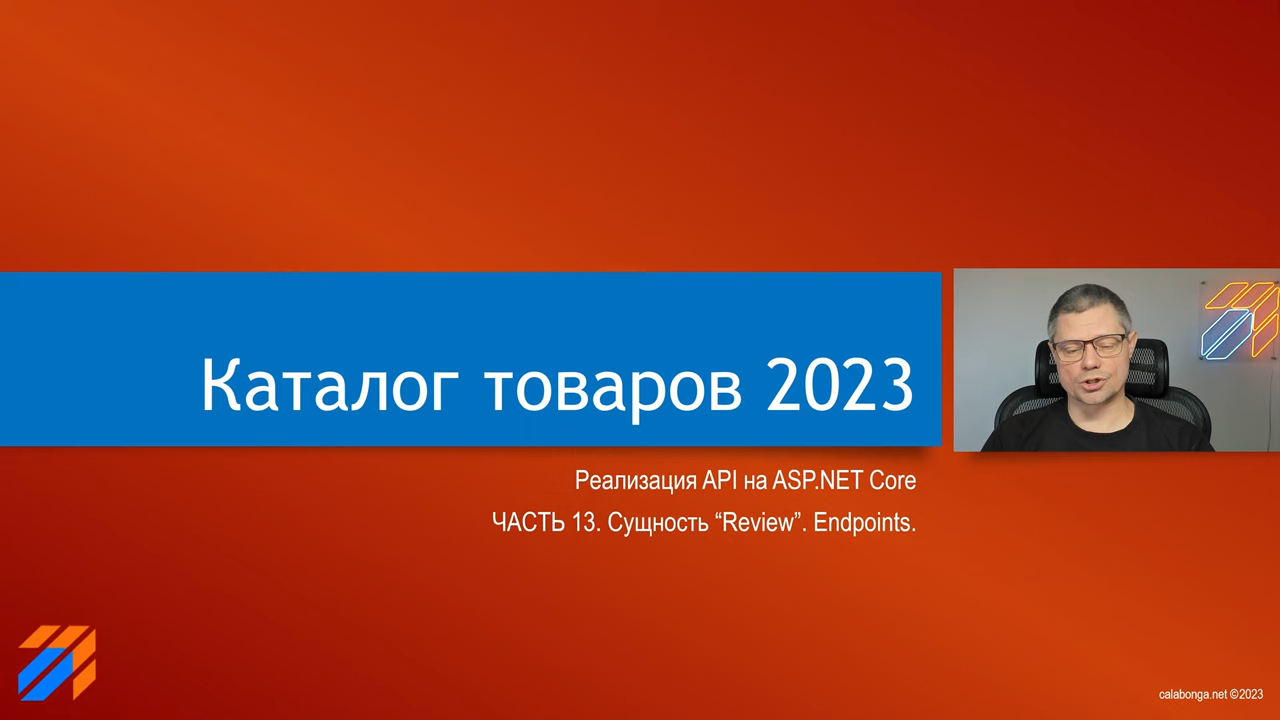 Каталог товаров 2023
Реализация API на ASP.NET Core
ЧАСТЬ 13. Сущность “Review”. Endpoints.
calabonga.net ©2023